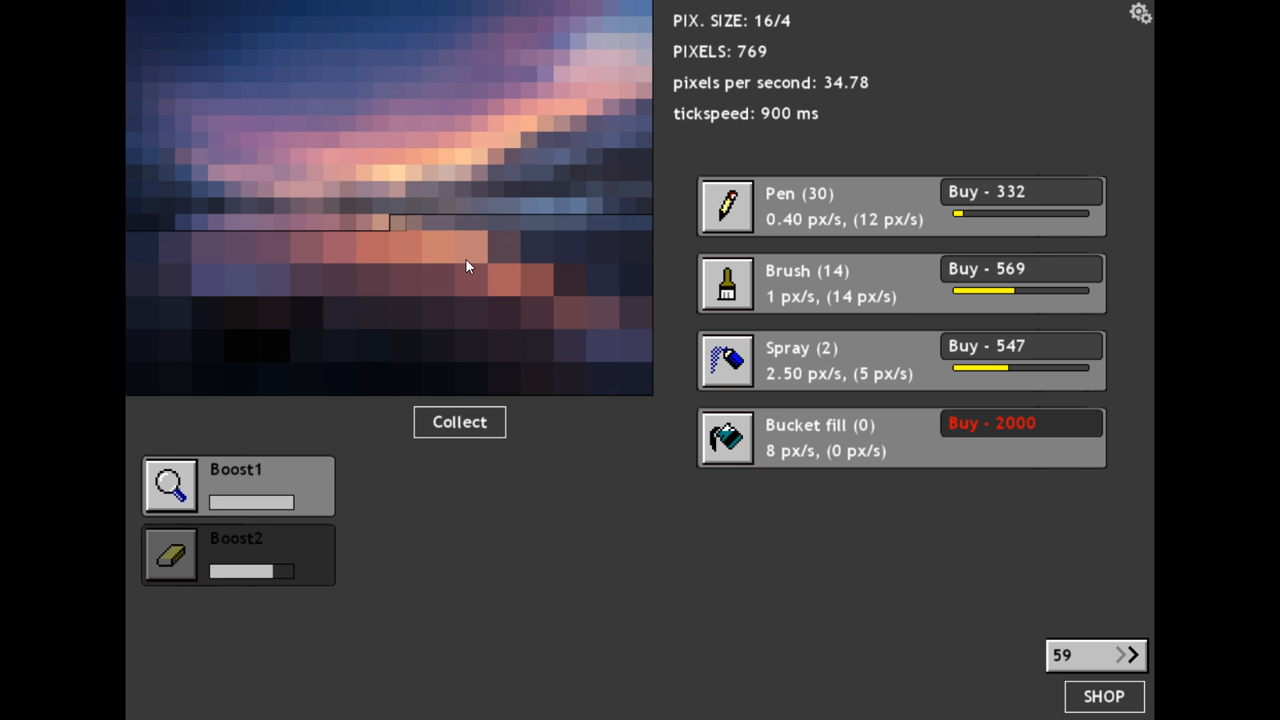 PIX. SIZE: 16/4
PIXELS: 769
pixels per second: 34.78
tickspeed: 900 ms
Pen (30)
Buy - 332
0.40 px/s, (12 px/s)
Brush (14)
Buy - 569
1 px/s, (14 px/s)
Spray (2)
Buy - 547
2.50 px/s, (5 px/s)
Bucket fill (0)
Buy - 2000
8 px/s, (0 px/s)
Collect
Boost1
Boost2
59
SHOP